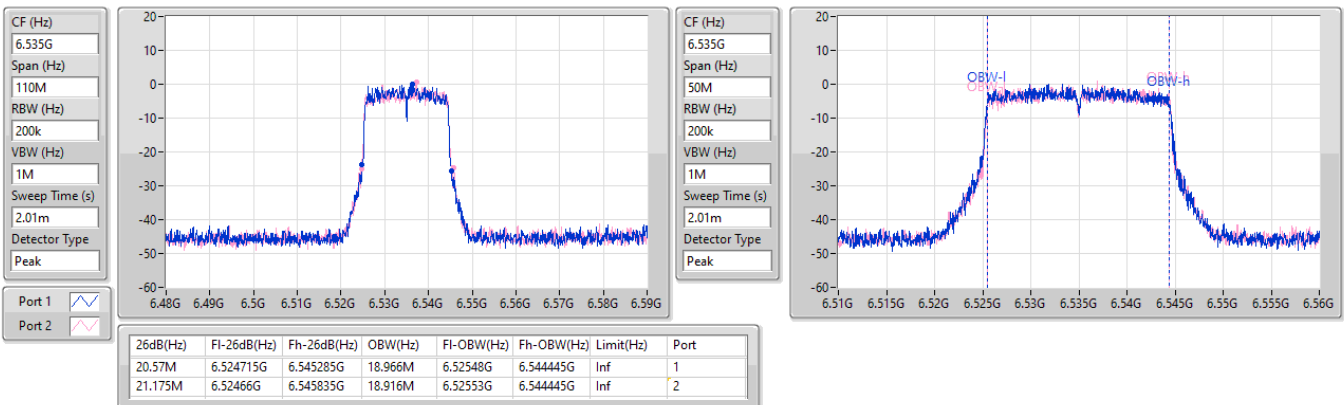 CF (Hz)
6.535G
Span (Hz)
110M
RBW (Hz)
200k
VBW (Hz)
1M
Sweep Time (s)
2.01m
Detector Type
Peak
Port 1
Port 2
20
10
0
-10
-20
-30
-40
-50
-60
6.48G 6.49G 6.5G 6.51G 6.52G 6.53G 6.54G 6.55G 6.56G 6.57G 6.58G 6.59G
CF (Hz)
6.535G
Span (Hz)
50M
RBW (Hz)
200k
VBW (Hz)
1M
Sweep Time (s)
2.01m
Detector Type
Peak
20
10
0
-10
-20
-30
-40
-50
-60
OBW-l
OBW-h
6.51G 6.515G 6.52G 6.525G 6.53G 6.535G 6.54G 6.545G 6.55G 6.555G 6.56G
26dB(Hz) Fl-26dB(Hz) Fh-26dB(Hz) OBW(Hz) Fl-OBW(Hz) Fh-OBW(Hz) Limit(Hz) Port
20.57M 6.524715G 6.545285G 18.966M 6.52548G 6.544445G Inf 1
21.175M 6.52466G 6.545835G 18.916M 6.52553G 6.544445G Inf 2